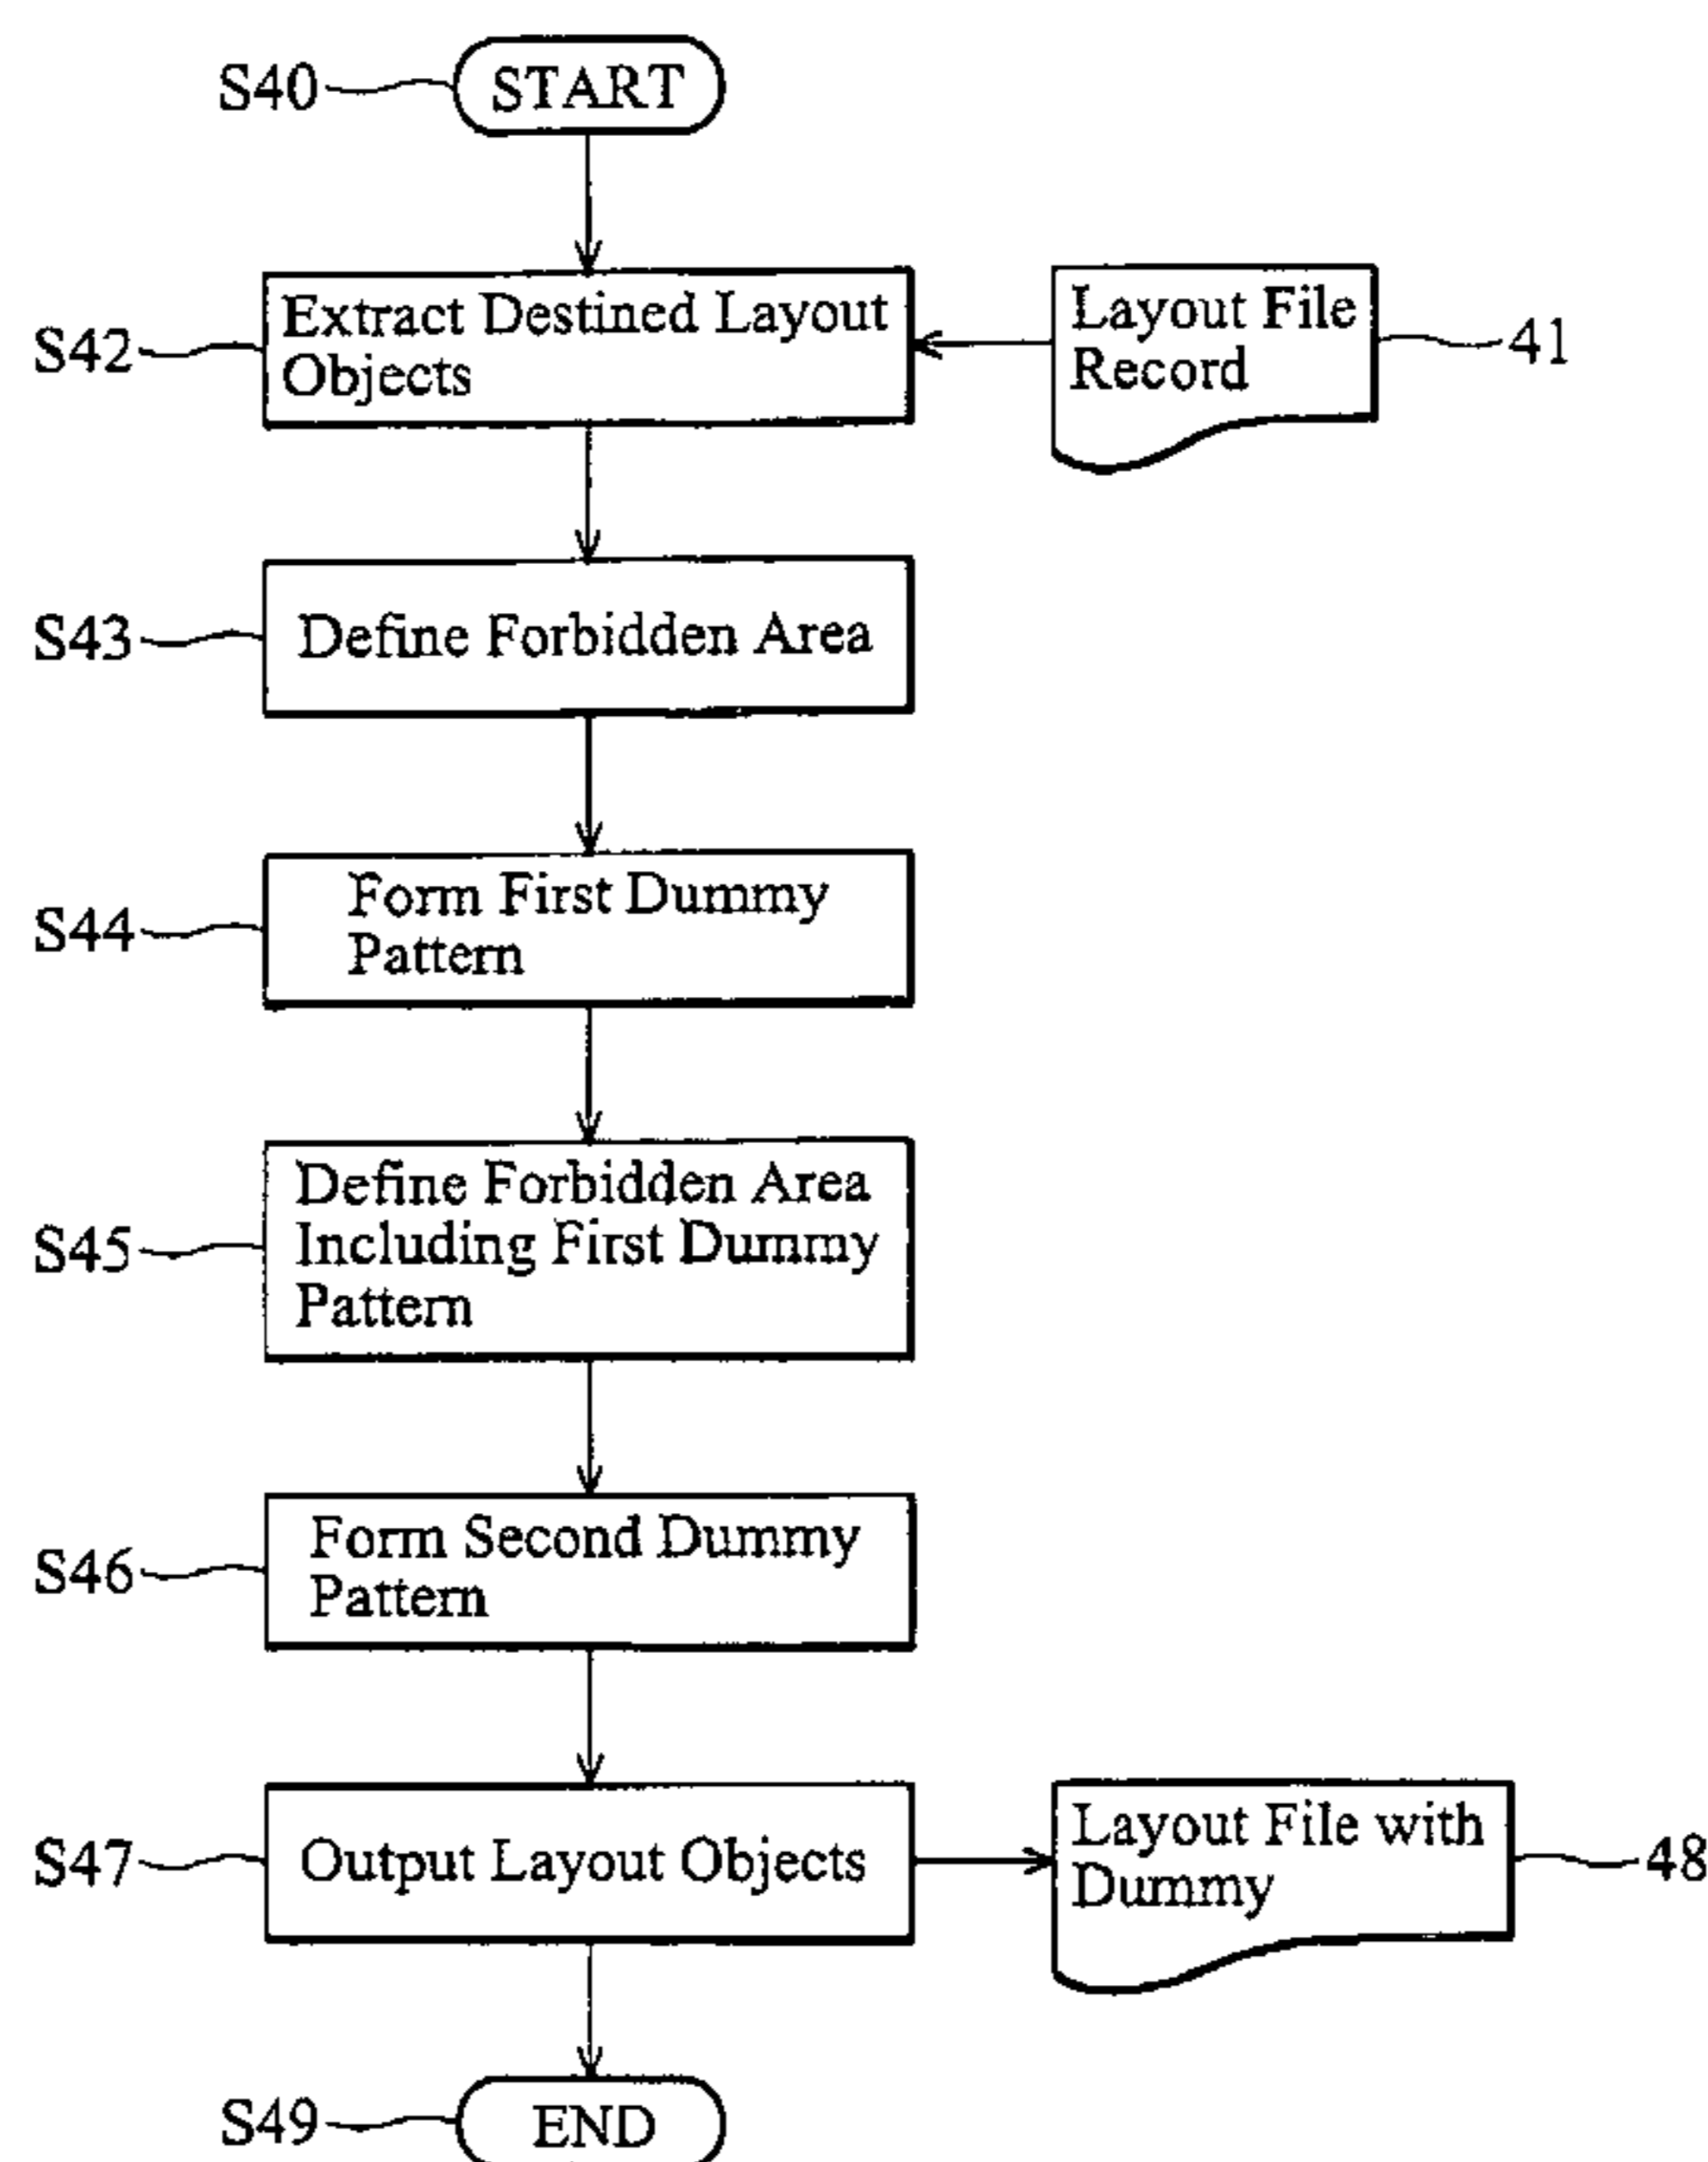 S40
START
S42
Extract Destined Layout
Objects
Layout File
Record
41
S43
Define Forbidden Area
S44
Form First Dummy
Pattern
S45
Define Forbidden Area
Including First Dummy
Pattern
S46
Form Second Dummy
Pattern
S47
Output Layout Objects
Layout File with
Dummy
48
S49
END